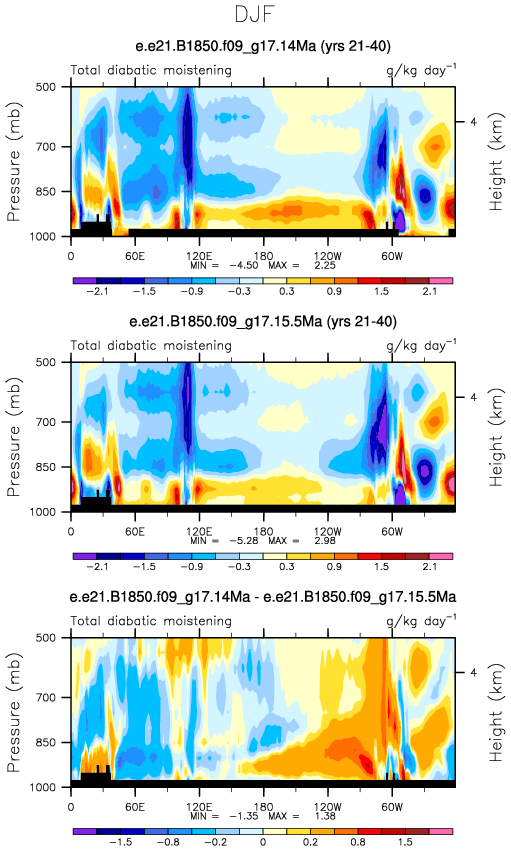 DJF
e.e21.B1850.f09_g17.14Ma (yrs 21-40)
Total diabatic moistening g/kg day⁻¹
500
700
850
1000
Pressure (mb)
4
Height (km)
0 60E 120E 180 120W 60W
MIN = -4.50 MAX = 2.25
-2.1 -1.5 -0.9 -0.3 0.3 0.9 1.5 2.1
e.e21.B1850.f09_g17.15.5Ma (yrs 21-40)
Total diabatic moistening g/kg day⁻¹
500
700
850
1000
Pressure (mb)
4
Height (km)
0 60E 120E 180 120W 60W
MIN = -5.28 MAX = 2.98
-2.1 -1.5 -0.9 -0.3 0.3 0.9 1.5 2.1
e.e21.B1850.f09_g17.14Ma - e.e21.B1850.f09_g17.15.5Ma
Total diabatic moistening g/kg day⁻¹
500
700
850
1000
Pressure (mb)
4
Height (km)
0 60E 120E 180 120W 60W
MIN = -1.35 MAX = 1.38
-1.5 -0.8 -0.2 0 0.2 0.8 1.5